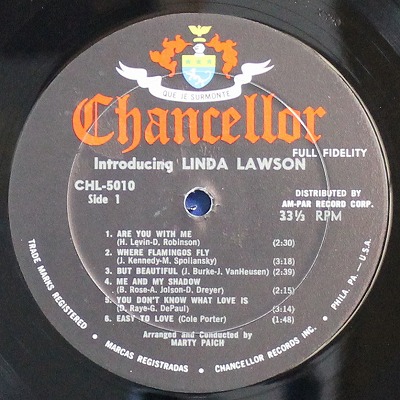 QUE JE SURMONTE
Chancellor
FULL FIDELITY
Introducing LINDA LAWSON
CHL-5010
Side 1
DISTRIBUTED BY
AM-PAR RECORD CORP.
33⅓ RPM
1. ARE YOU WITH ME
(H. Levin-D. Robinson) (2:30)
2. WHERE FLAMINGOS FLY
(J. Kennedy-M. Spoliansky) (3:18)
3. BUT BEAUTIFUL (J. Burke-J. VanHeusen) (2:39)
4. ME AND MY SHADOW
(B. Rose-A. Jolson-D. Dreyer) (2:15)
5. YOU DON'T KNOW WHAT LOVE IS
(D. Raye-G. DePaul) (3:14)
6. EASY TO LOVE (Cole Porter) (1:48)
Arranged and Conducted by
MARTY PAICH
TRADE MARKS REGISTERED • MARCAS REGISTRADAS • CHANCELLOR RECORDS INC. • PHILA, PA — U.S.A.